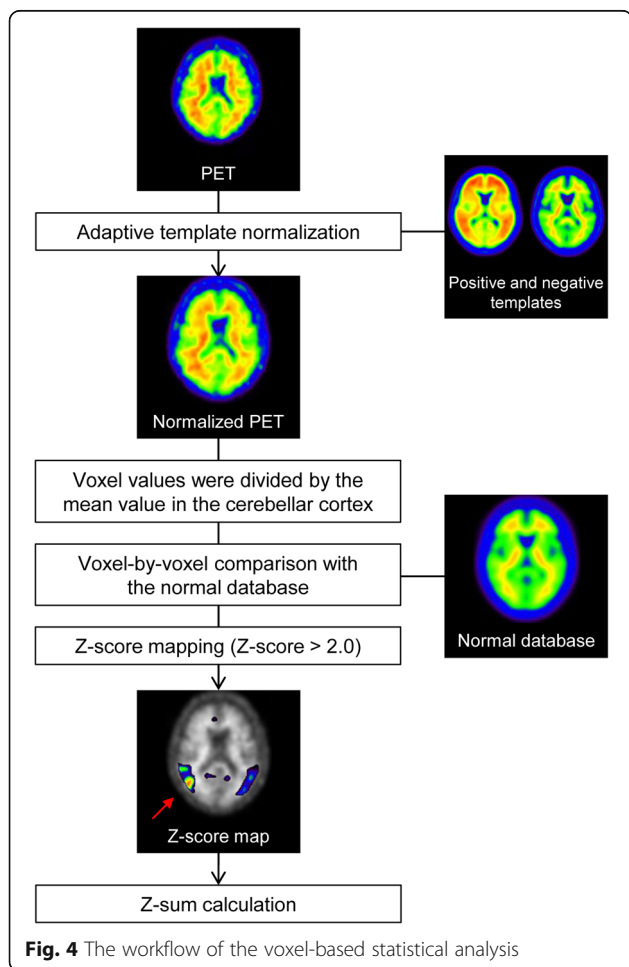 PET
Adaptive template normalization
Positive and negative
templates
Normalized PET
Voxel values were divided by the
mean value in the cerebellar cortex
Voxel-by-voxel comparison with
the normal database
Normal database
Z-score mapping (Z-score > 2.0)
Z-score map
Z-sum calculation
Fig. 4 The workflow of the voxel-based statistical analysis